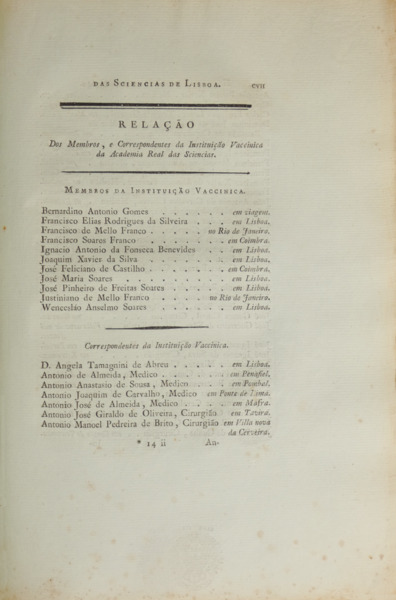 DAS SCIENCIAS DE LISBOA. CVII
RELAÇÃO
Dos Membros, e Correspondentes da Instituição Vaccinica
da Academia Real das Sciencias.
MEMBROS DA INSTITUIÇÃO VACCINICA.
Bernardino Antonio Gomes . . . . . . em viagem.
Francisco Elias Rodrigues da Silveira . . . em Lisboa.
Francisco de Mello Franco . . . . . no Rio de Janeiro.
Francisco Soares Franco . . . . . . em Coimbra.
Ignacio Antonio da Fonseca Benevides . . em Lisboa.
Joaquim Xavier da Silva . . . . . . . em Lisboa.
José Feliciano de Castilho . . . . . . em Coimbra.
José Maria Soares . . . . . . . . em Lisboa.
José Pinheiro de Freitas Soares . . . . em Lisboa.
Justiniano de Mello Franco . . . . no Rio de Janeiro.
Wenceslão Anselmo Soares . . . . . em Lisboa.
Correspondentes da Instituição Vaccinica.
D. Angela Tamagnini de Abreu . . . . . em Lisboa.
Antonio de Almeida, Medico . . . . . em Penafiel.
Antonio Anastasio de Sousa, Medico . . . em Pombal.
Antonio Joaquim de Carvalho, Medico em Ponte de Lima.
Antonio José de Almeida, Medico . . . . em Mafra.
Antonio José Giraldo de Oliveira, Cirurgião em Tavira.
Antonio Manoel Pedreira de Brito, Cirurgião em Villa nova
da Cerveira.
* 14 ii An-